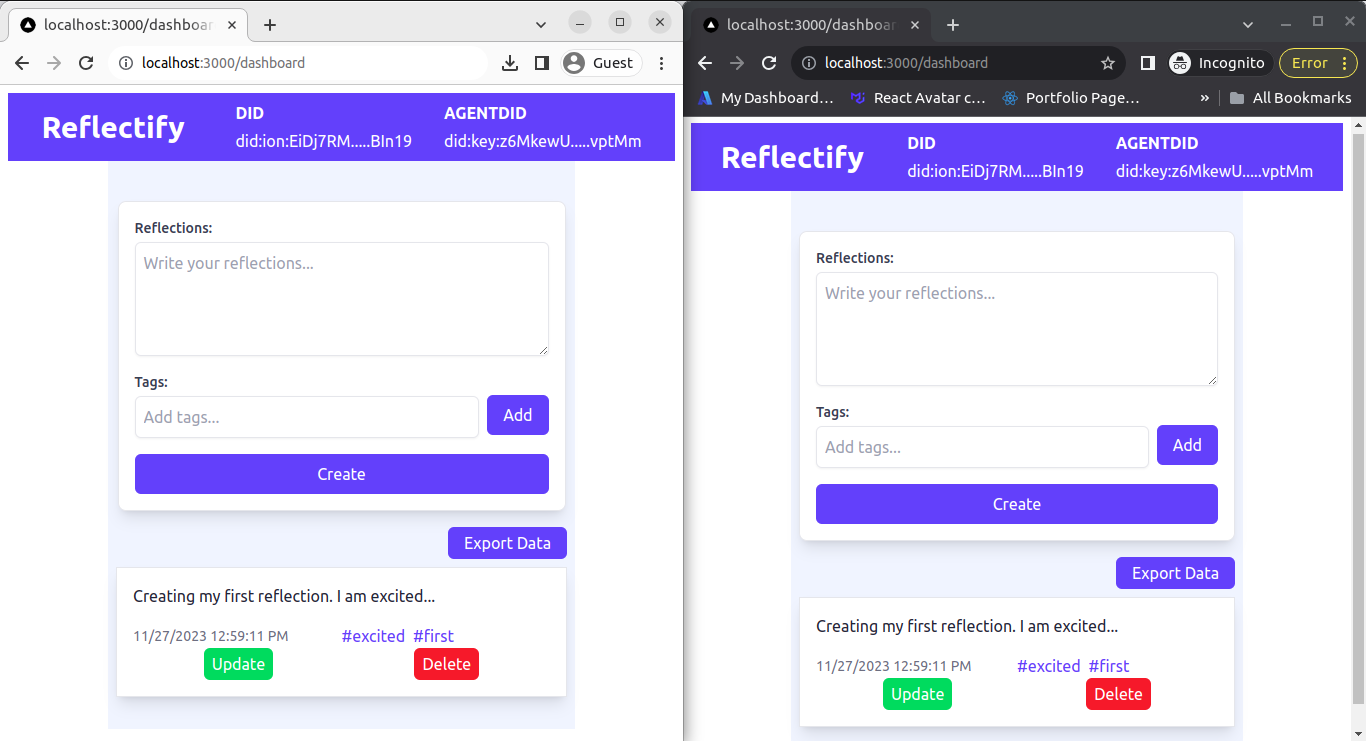 localhost:3000/dashboar
localhost:3000/dashboard
Guest
Reflectify
DID
did:ion:EiDj7RM.....BIn19
AGENTDID
did:key:z6MkewU.....vptMm
Reflections:
Write your reflections...
Tags:
Add tags...
Add
Create
Export Data
Creating my first reflection. I am excited...
11/27/2023 12:59:11 PM #excited #first
Update Delete
localhost:3000/dashboar
localhost:3000/dashboard
Incognito
Error
My Dashboard... React Avatar c... Portfolio Page... » All Bookmarks
Reflectify
DID
did:ion:EiDj7RM.....BIn19
AGENTDID
did:key:z6MkewU.....vptMm
Reflections:
Write your reflections...
Tags:
Add tags...
Add
Create
Export Data
Creating my first reflection. I am excited...
11/27/2023 12:59:11 PM #excited #first
Update Delete